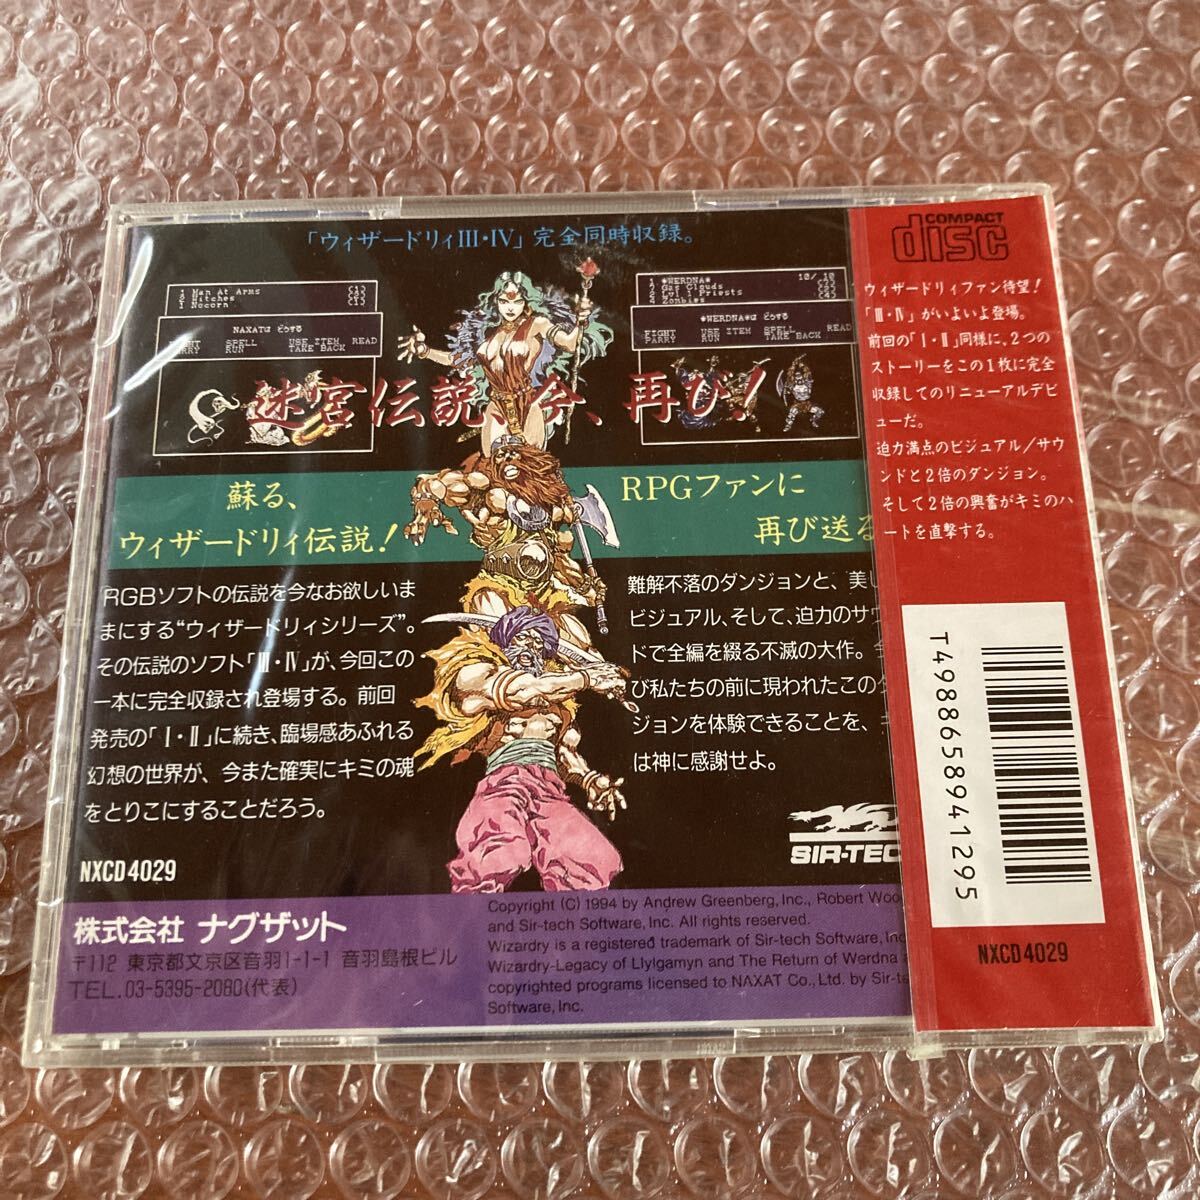 「ウィザードリィⅢ・Ⅳ」完全同時収録。
1 Man At Arms
Witches
1 Nocorn
NAXATは どうする
SPELL USE ITEM READ
PARRY RUN TAKE BACK
1 *WERDNA* 10/ 10
Gas Clouds
Lvl 1 Priests
Zombies
*WERDNA*は どうする
FIGHT USE ITEM SPELL READ
PARRY RUN TAKE BACK
迷宮伝説、今、再び!
蘇る、
ウィザードリィ伝説!
RPGファンに
再び送る
RGBソフトの伝説を今なお欲しいま
まにする“ウィザードリィシリーズ”。
その伝説のソフト「Ⅲ・Ⅳ」が、今回この
一本に完全収録され登場する。前回
発売の「Ⅰ・Ⅱ」に続き、臨場感あふれる
幻想の世界が、今また確実にキミの魂
をとりこにすることだろう。
難解不落のダンジョンと、美し
ビジュアル、そして、迫力のサウ
ドで全編を綴る不滅の大作。
び私たちの前に現われたこのダ
ジョンを体験できることを、
は神に感謝せよ。
SIR-TEC
NXCD4029
株式会社 ナグザット
〒112 東京都文京区音羽1-1-1 音羽島根ビル
TEL.03-5395-2080(代表)
Copyright (C) 1994 by Andrew Greenberg, Inc., Robert Woo
and Sir-tech Software, Inc. All rights reserved.
Wizardry is a registered trademark of Sir-tech Software, Inc
Wizardry-Legacy of Llylgamyn and The Return of Werdna
copyrighted programs licensed to NAXAT Co., Ltd. by Sir-te
Software, Inc.
COMPACT
disc
ウィザードリィファン待望!
「Ⅲ・Ⅳ」がいよいよ登場。
前回の「Ⅰ・Ⅱ」同様に、2つの
ストーリーをこの1枚に完全
収録してのリニューアルデビ
ューだ。
迫力満点のビジュアル/サウ
ンドと2倍のダンジョン。
そして2倍の興奮がキミのハ
ートを直撃する。
T4988658941295
NXCD4029